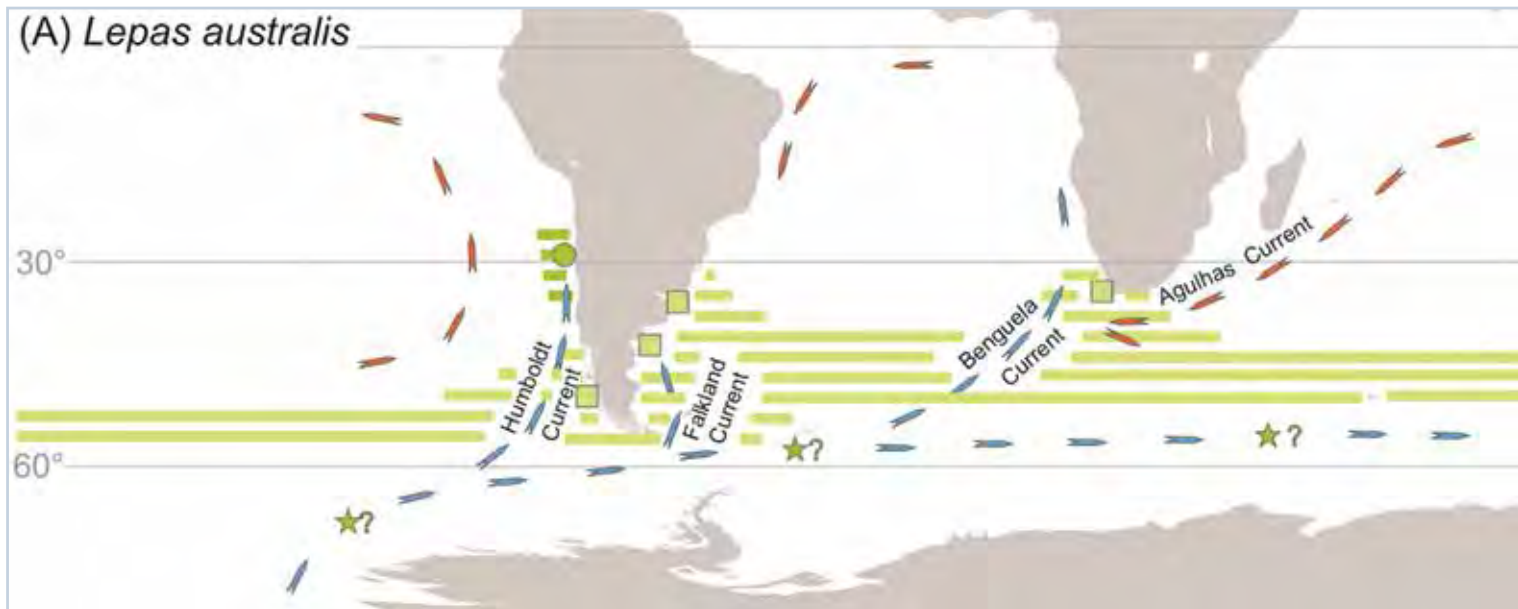 (A) Lepas australis
30°
Humboldt
Current
Falkland
Current
Benguela
Current
Agulhas Current
60°
?
?
?